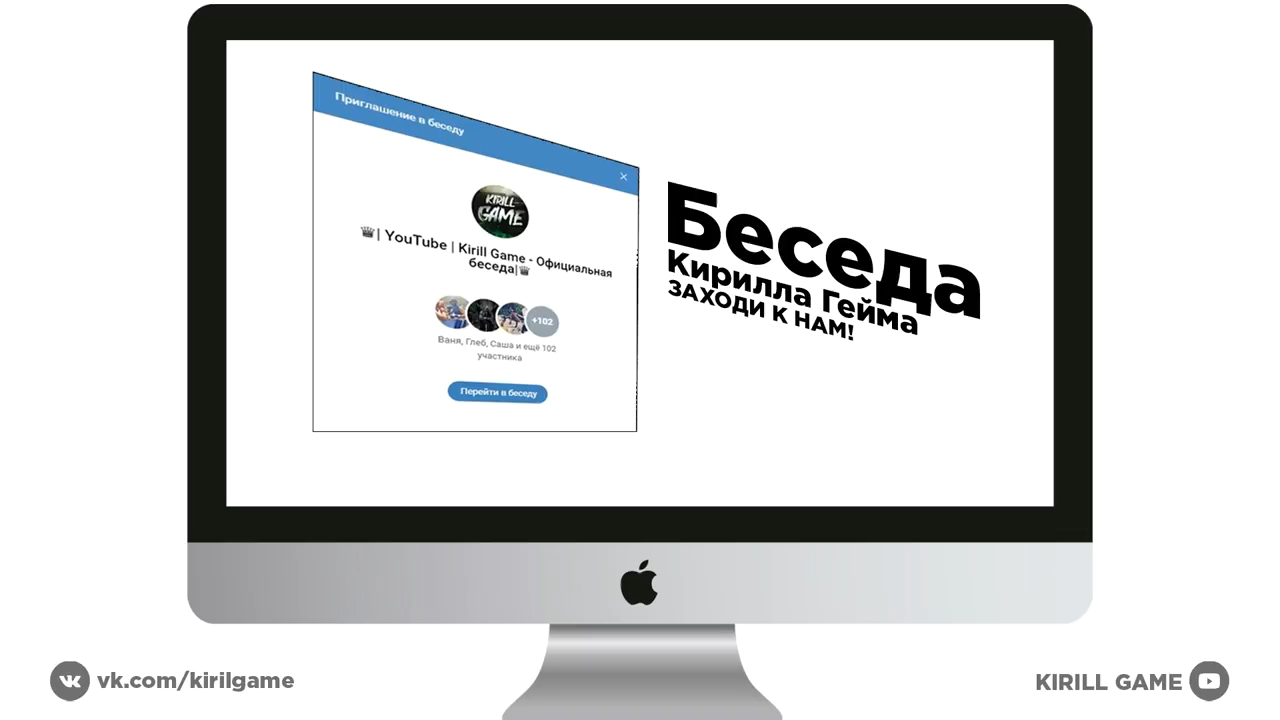 Приглашение в беседу
KIRILL
GAME
♛| YouTube | Kirill Game - Официальная
беседа|♛
+102
Ваня, Глеб, Саша и ещё 102
участника
Перейти в беседу
Беседа
Кирилла Гейма
ЗАХОДИ К НАМ!
vk.com/kirilgame
KIRILL GAME